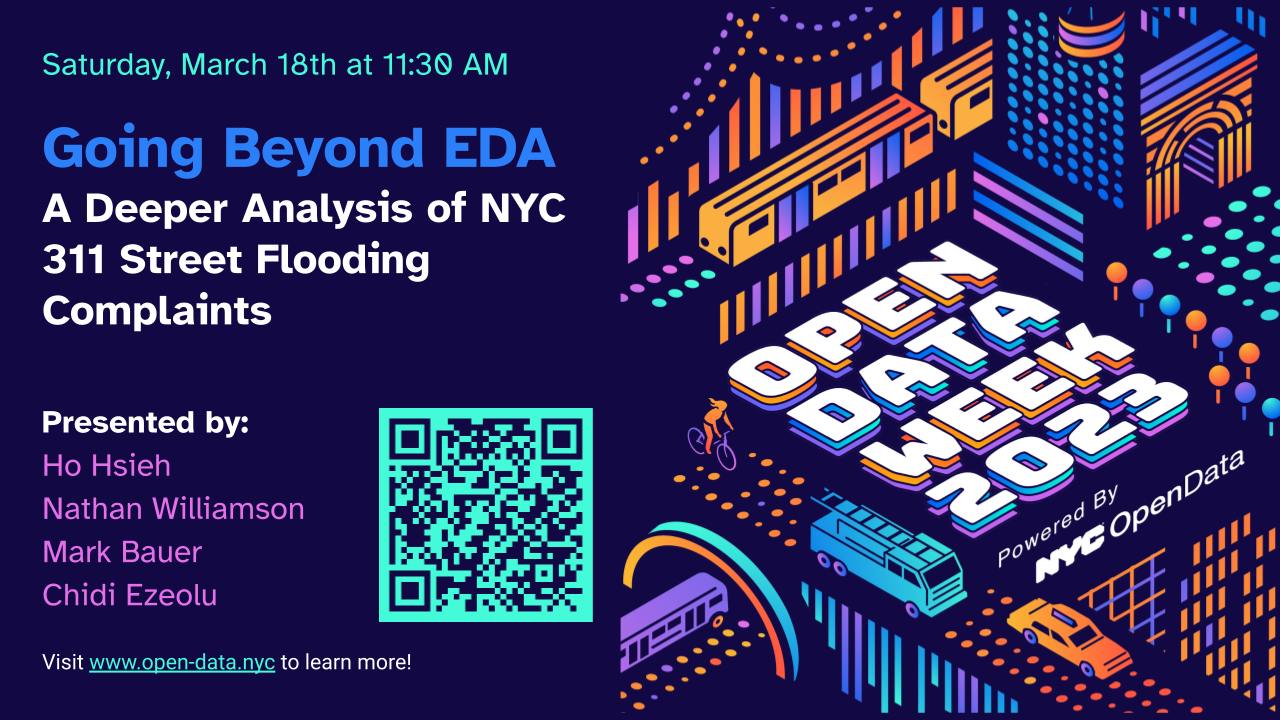 Saturday, March 18th at 11:30 AM
Going Beyond EDA
A Deeper Analysis of NYC
311 Street Flooding
Complaints
Presented by:
Ho Hsieh
Nathan Williamson
Mark Bauer
Chidi Ezeolu
Visit www.open-data.nyc to learn more!
OPEN
DATA
WEEK
2023
Powered By
NYC OpenData